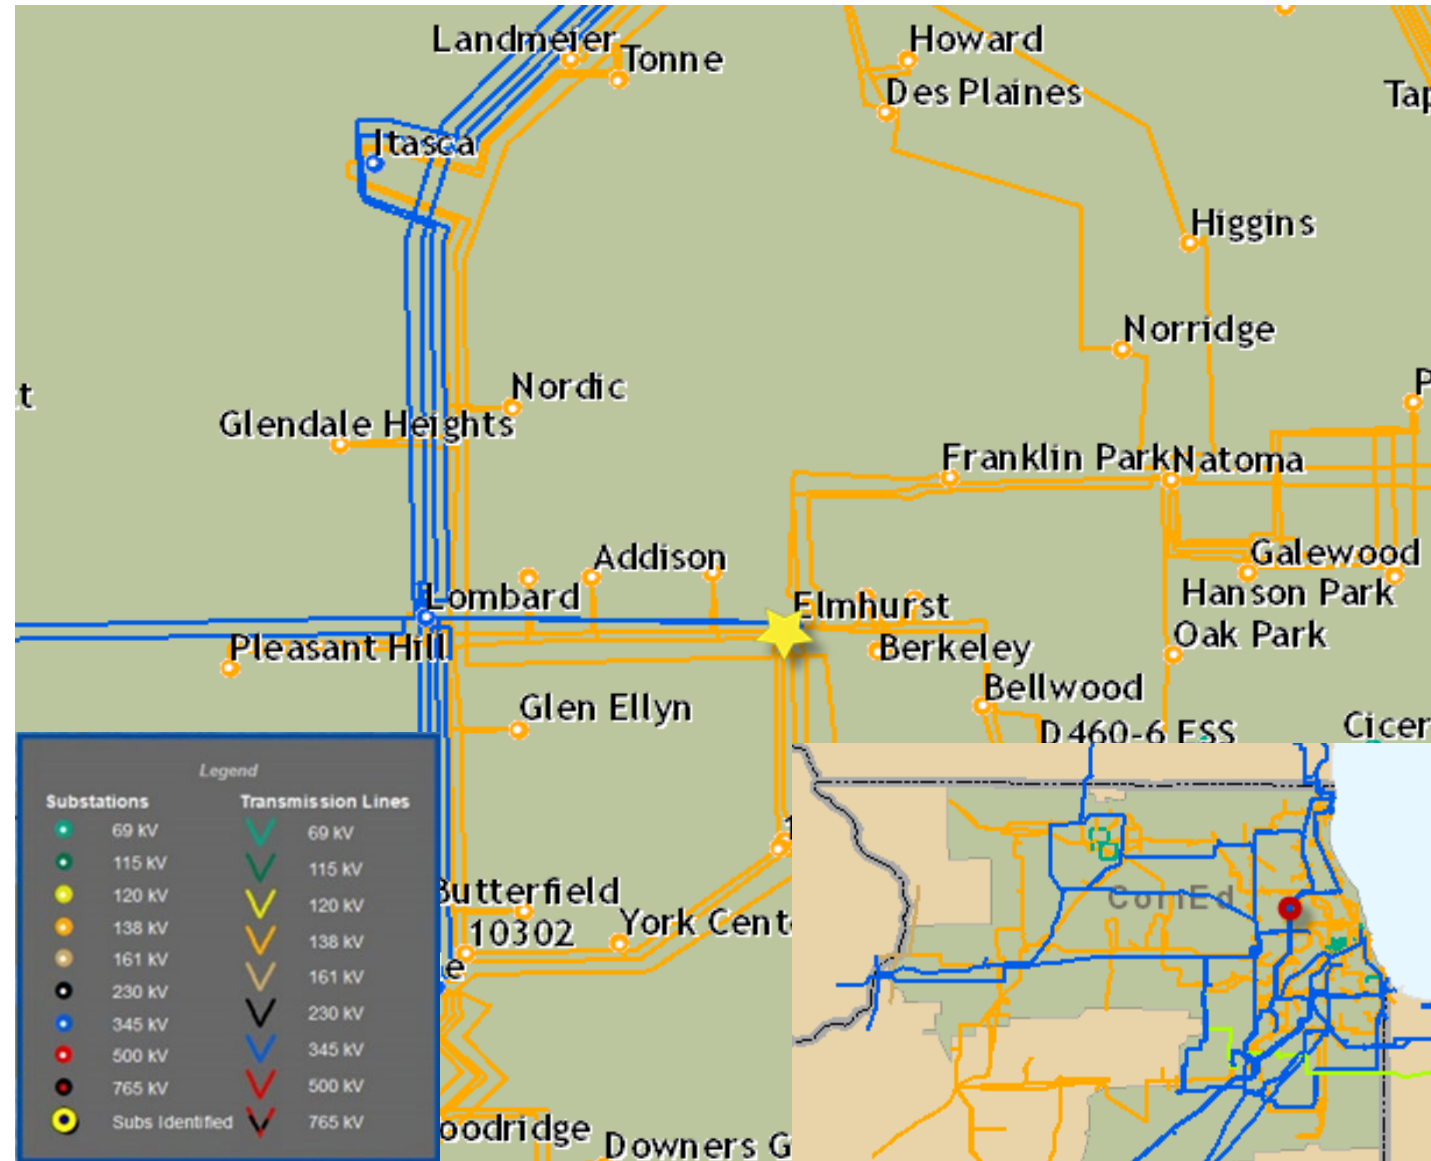 Landmeier
Tonne
Howard
Des Plaines
Itasca
Higgins
Norridge
Nordic
Glendale Heights
Franklin Park
Natoma
Addison
Galewood
Lombard
Elmhurst
Hanson Park
Pleasant Hill
Berkeley
Oak Park
Bellwood
Glen Ellyn
D460-6 ESS
Cicer
Butterfield
10302
York Cent
oodridge
Downers G
Legend
Substations
Transmission Lines
69 kV
69 kV
115 kV
115 kV
120 kV
120 kV
138 kV
138 kV
161 kV
161 kV
230 kV
230 kV
345 kV
345 kV
500 kV
500 kV
765 kV
765 kV
Subs Identified
ComEd